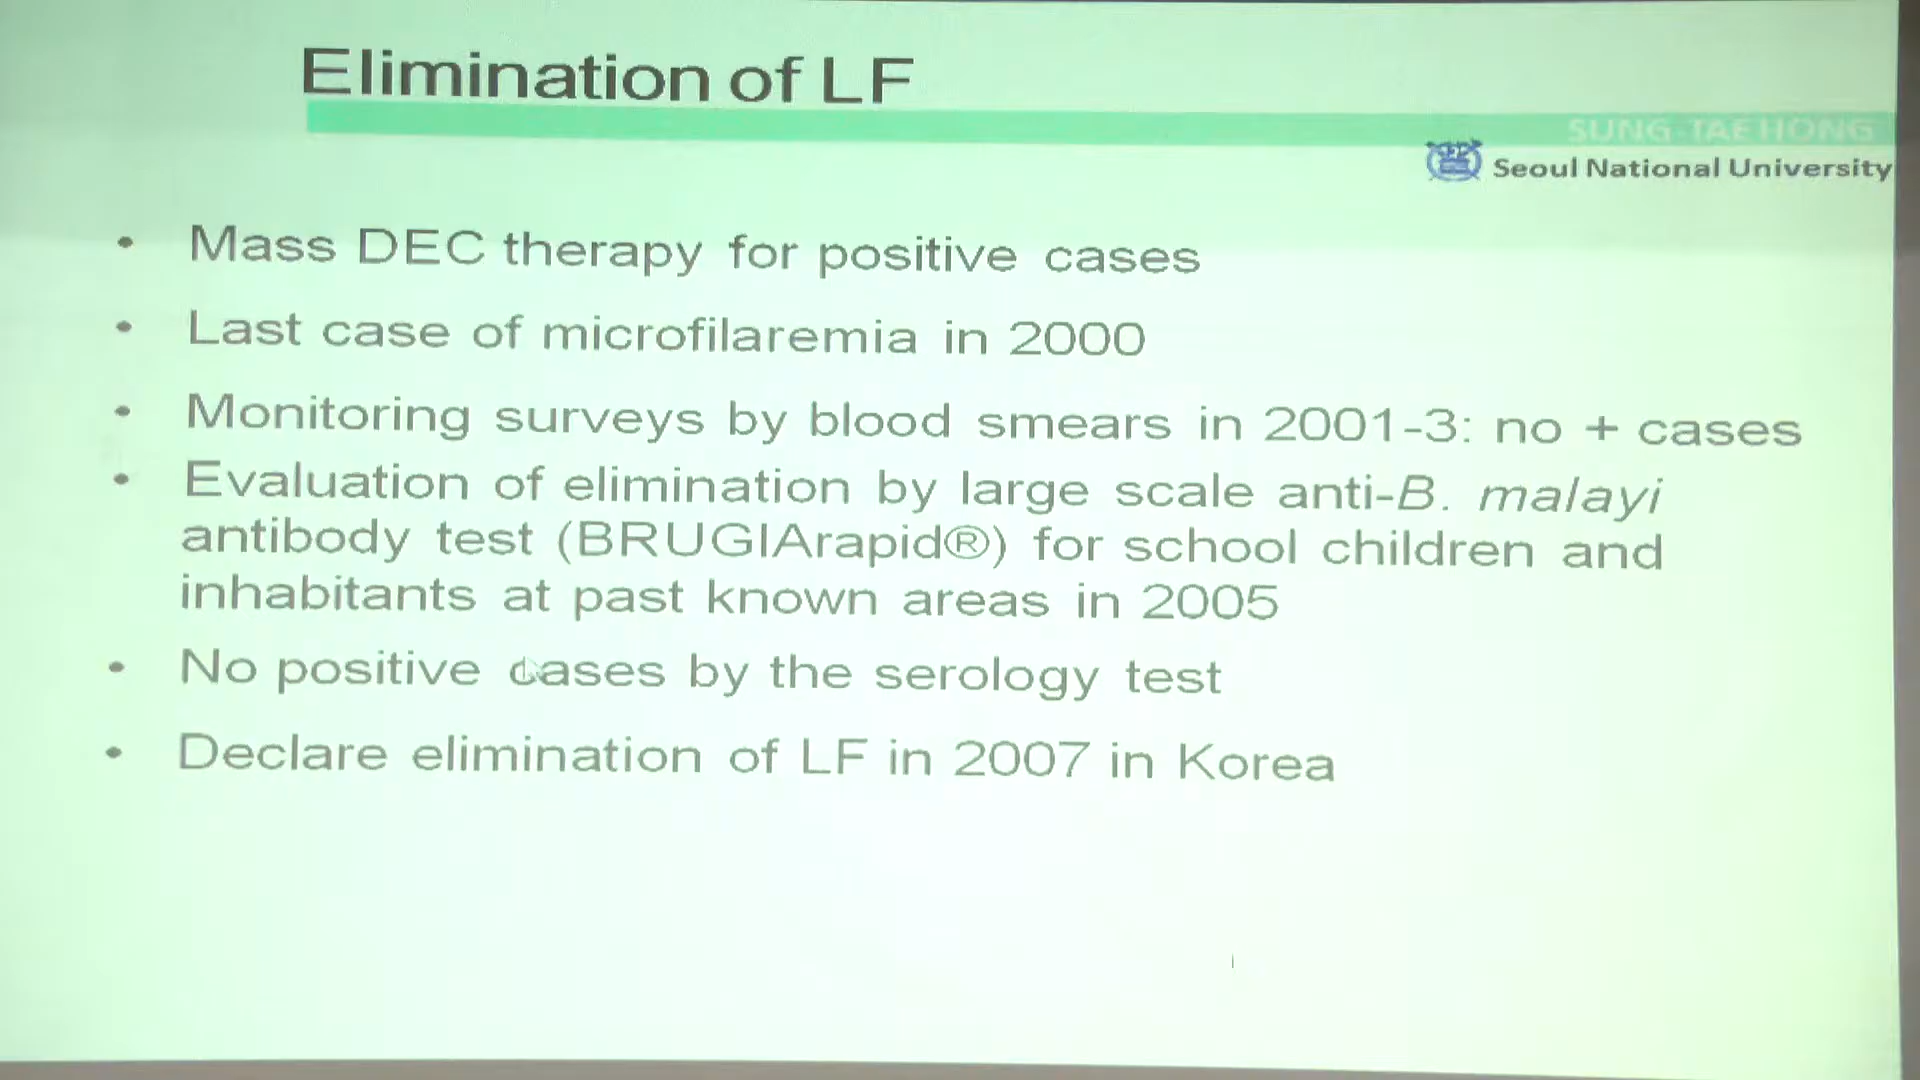 Elimination of LF
SUNG-TAE HONG
Seoul National University
• Mass DEC therapy for positive cases
• Last case of microfilaremia in 2000
• Monitoring surveys by blood smears in 2001-3: no + cases
• Evaluation of elimination by large scale anti-B. malayi
antibody test (BRUGIArapid®) for school children and
inhabitants at past known areas in 2005
• No positive cases by the serology test
• Declare elimination of LF in 2007 in Korea